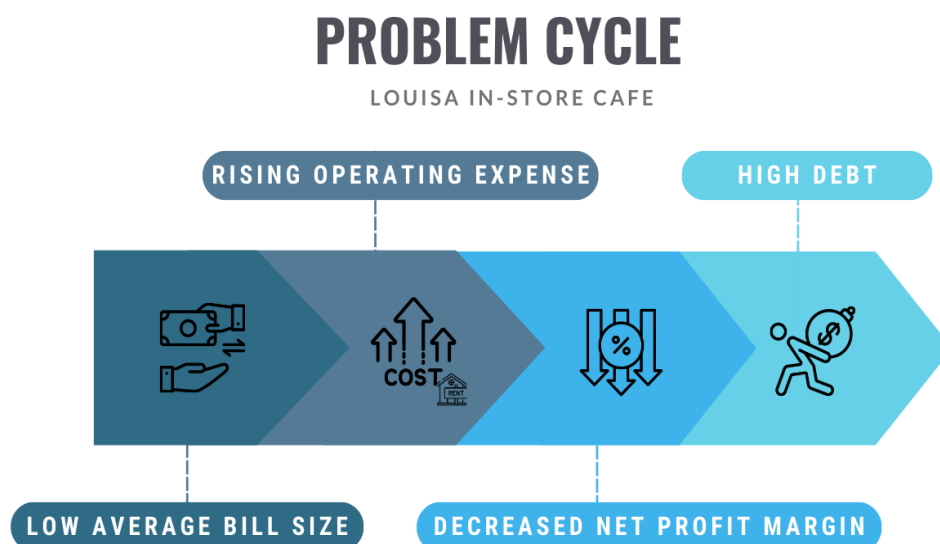 PROBLEM CYCLE
LOUISA IN-STORE CAFE
RISING OPERATING EXPENSE
HIGH DEBT
$
%
COST
RENT
LOW AVERAGE BILL SIZE
DECREASED NET PROFIT MARGIN